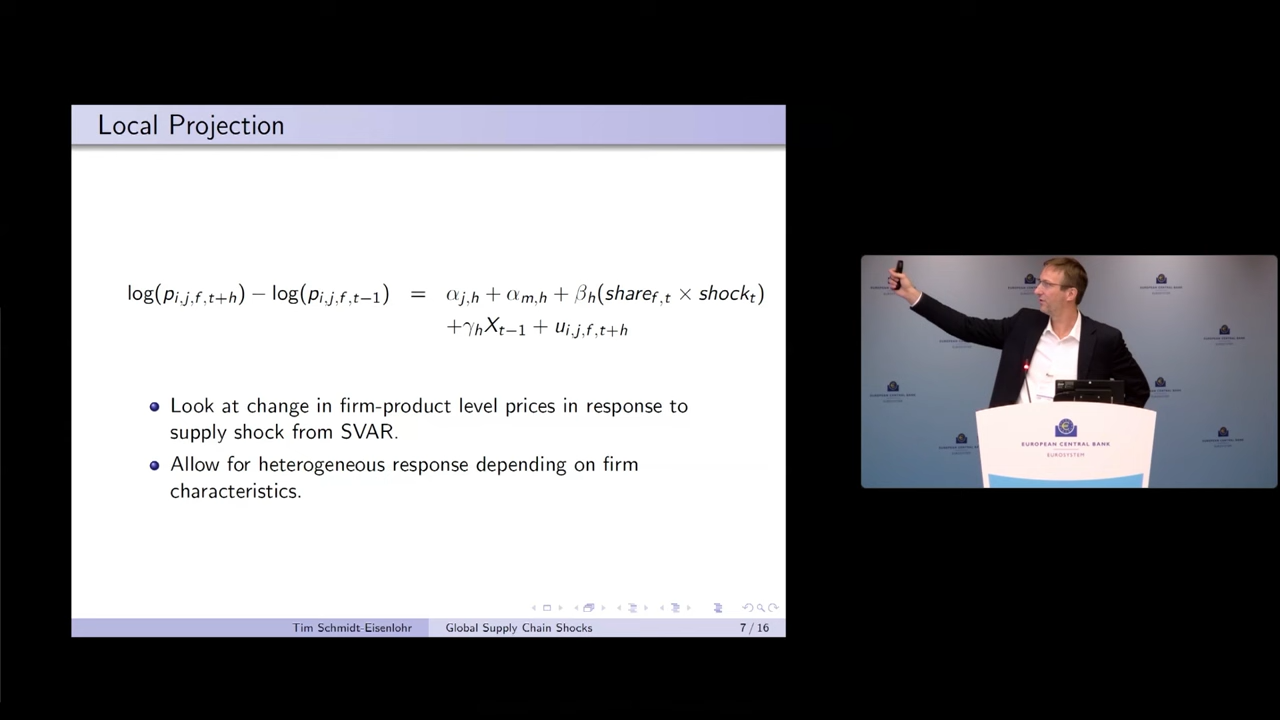 Local Projection
log(p_{i,j,f,t+h}) − log(p_{i,j,f,t−1}) = α_{j,h} + α_{m,h} + β_h(share_{f,t} × shock_t)
+γ_hX_{t−1} + u_{i,j,f,t+h}
Look at change in firm-product level prices in response to
supply shock from SVAR.
Allow for heterogeneous response depending on firm
characteristics.
Tim Schmidt-Eisenlohr
Global Supply Chain Shocks
7 / 16
EUROPEAN CENTRAL BANK
EUROSYSTEM